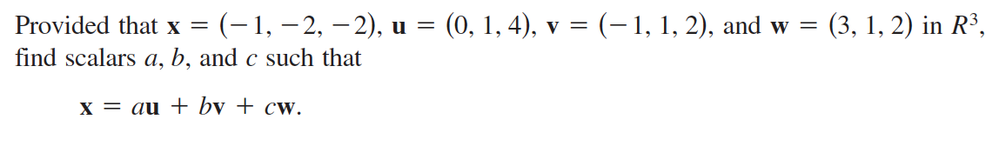 Provided that x = (−1, −2, −2), u = (0, 1, 4), v = (−1, 1, 2), and w = (3, 1, 2) in R³,
find scalars a, b, and c such that
x = au + bv + cw.